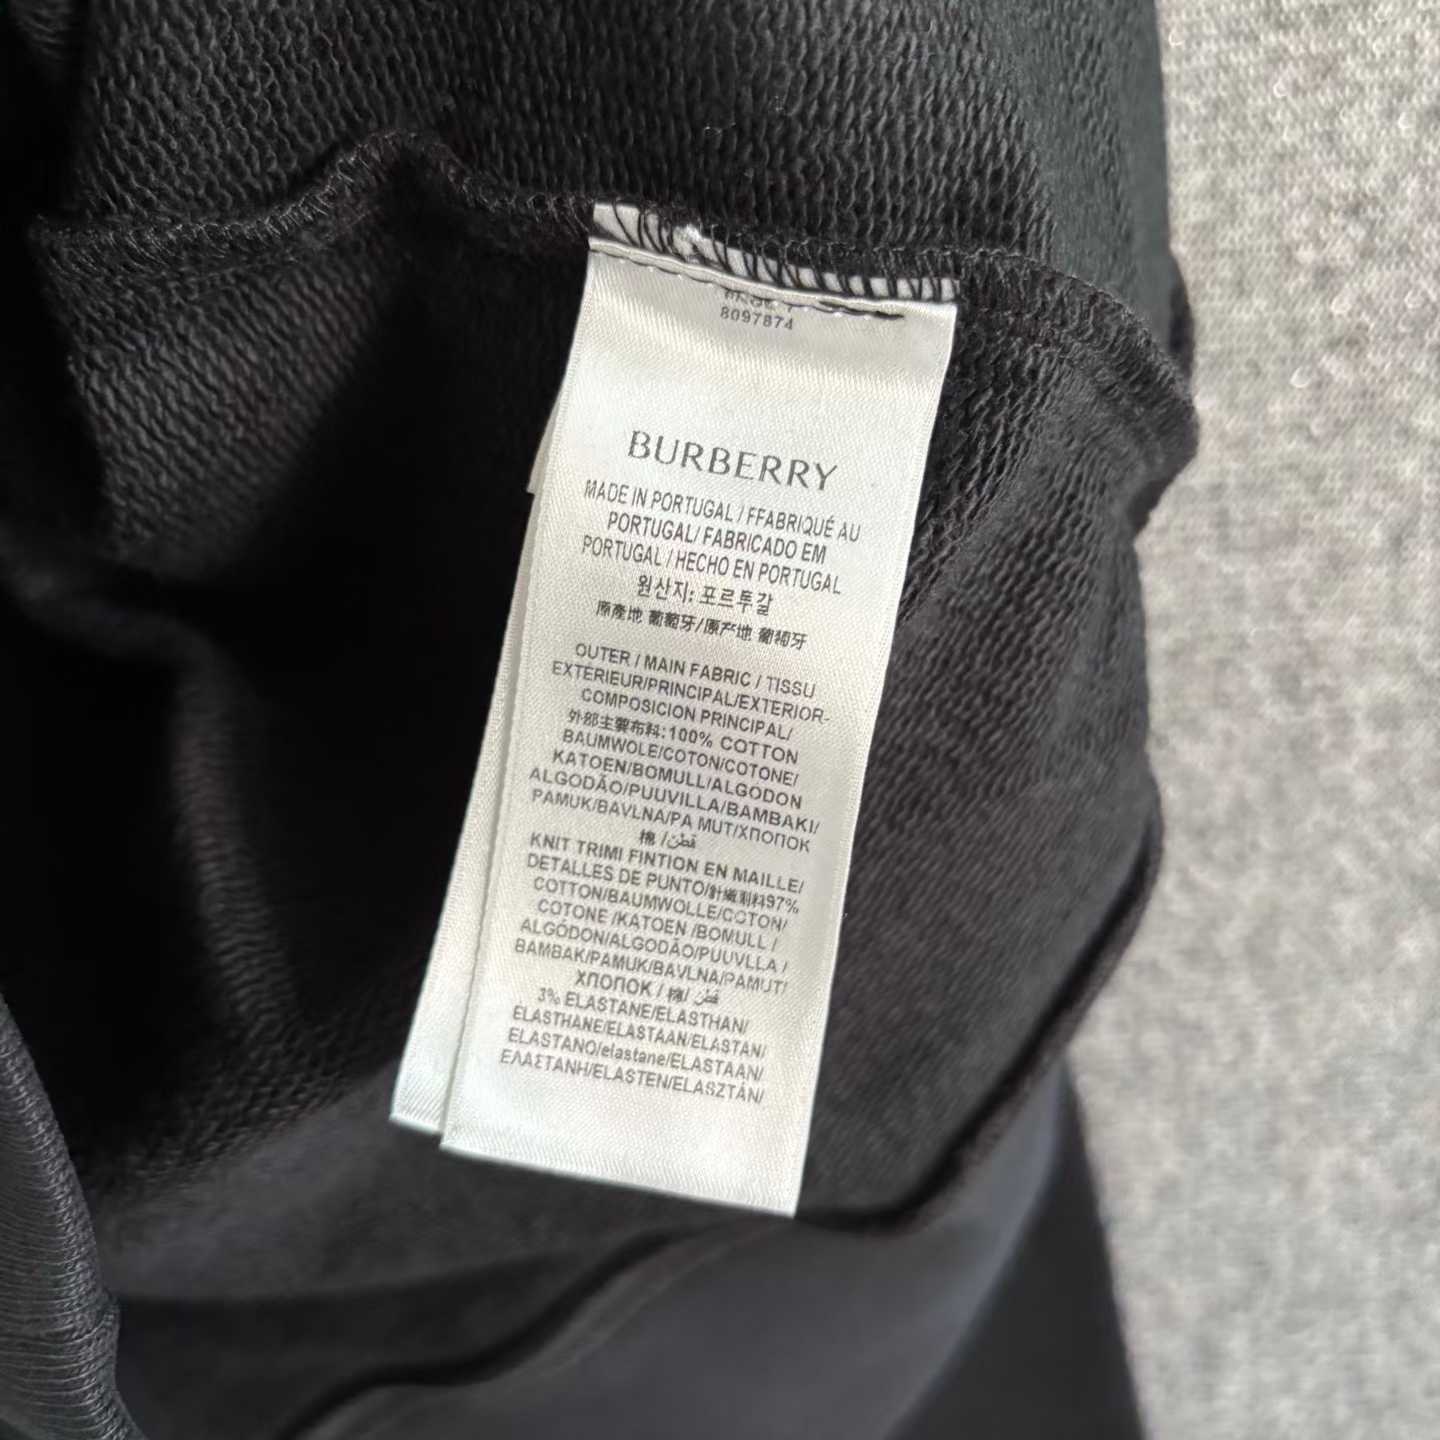 8097874
BURBERRY
MADE IN PORTUGAL / FFABRIQUÉ AU
PORTUGAL/ FABRICADO EM
PORTUGAL / HECHO EN PORTUGAL
원산지: 포르투갈
原產地 葡萄牙/原产地 葡萄牙
OUTER / MAIN FABRIC / TISSU
EXTÉRIEUR/PRINCIPAL/EXTERIOR-
COMPOSICION PRINCIPAL/
外部主要布料:100% COTTON
BAUMWOLE/COTON/COTONE/
KATOEN/BOMULL/ALGODON
ALGODÃO/PUUVILLA/BAMBAKI/
PAMUK/BAVLNA/PA MUT/ХПОПОК
棉 /قطن
KNIT TRIMI FINTION EN MAILLE/
DETALLES DE PUNTO/針織副料97%
COTTON/BAUMWOLLE/COTON/
COTONE /KATOEN /BOMULL /
ALGÓDON/ALGODÃO/PUUVLLA /
BAMBAK/PAMUK/BAVLNA/PAMUT/
ХПОПОК / 棉/ قطن
3% ELASTANE/ELASTHAN/
ELASTHANE/ELASTAAN/ELASTAN/
ELASTANO/elastane/ELASTAAN/
ΕΛΑΣΤΑΝΗ/ELASTEN/ELASZTÁN/